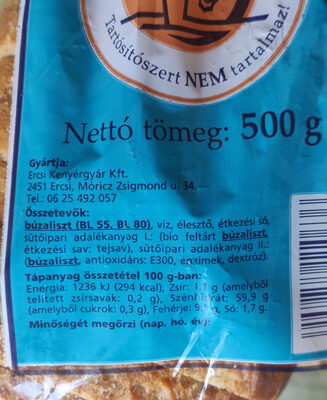 Tartósítószert NEM tartalmaz!
Nettó tömeg: 500 g
Gyártja:
Ercsi Kenyérgyár Kft.
2451 Ercsi, Móricz Zsigmond u. 34.
Tel.: 06 25 492 057
Összetevők:
búzaliszt (BL 55, BL 80), víz, élesztő, étkezési só,
sütőipari adalékanyag I.: (bio feltárt búzaliszt,
étkezési sav: tejsav), sütőipari adalékanyag II.:
(búzaliszt, antioxidáns: E300, enzimek, dextróz).
Tápanyag összetétel 100 g-ban:
Energia: 1236 kJ (294 kcal), Zsír: 1,1 g (amelyből
telített zsírsavak: 0,2 g), Szénhidrát: 59,9 g
(amelyből cukrok: 0,3 g), Fehérje: g, Só: 1,7 g.
Minőségét megőrzi (nap. hó. év):